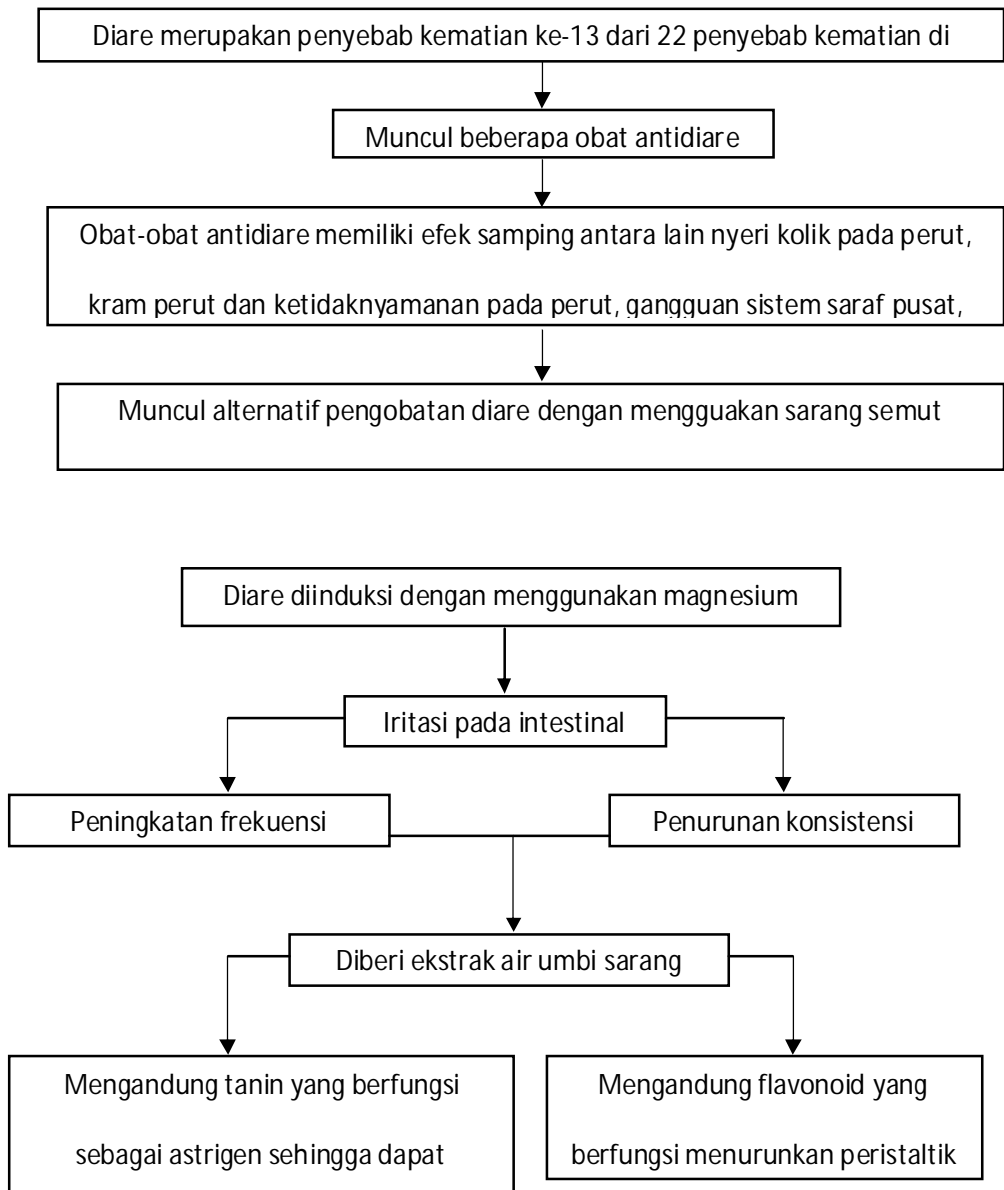 Diare merupakan penyebab kematian ke-13 dari 22 penyebab kematian di
Muncul beberapa obat antidiare
Obat-obat antidiare memiliki efek samping antara lain nyeri kolik pada perut,
kram perut dan ketidaknyamanan pada perut, gangguan sistem saraf pusat,
Muncul alternatif pengobatan diare dengan mengguakan sarang semut
Diare diinduksi dengan menggunakan magnesium
Iritasi pada intestinal
Peningkatan frekuensi
Penurunan konsistensi
Diberi ekstrak air umbi sarang
Mengandung tanin yang berfungsi
sebagai astrigen sehingga dapat
Mengandung flavonoid yang
berfungsi menurunkan peristaltik